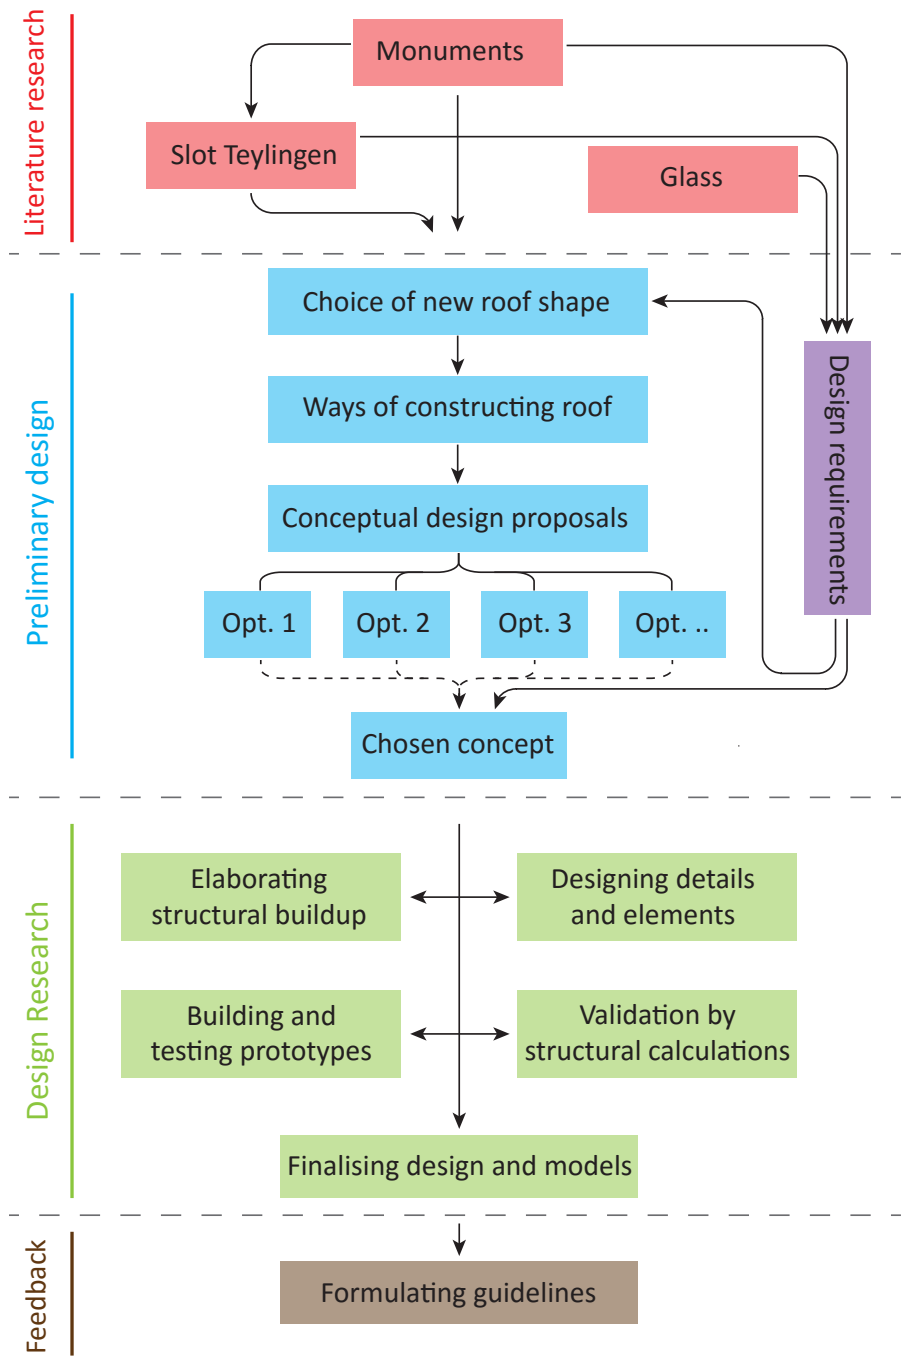 Literature research
Monuments
Slot Teylingen
Glass
Preliminary design
Choice of new roof shape
Ways of constructing roof
Conceptual design proposals
Opt. 1
Opt. 2
Opt. 3
Opt. ..
Chosen concept
Design requirements
Design Research
Elaborating
structural buildup
Designing details
and elements
Building and
testing prototypes
Validation by
structural calculations
Finalising design and models
Feedback
Formulating guidelines